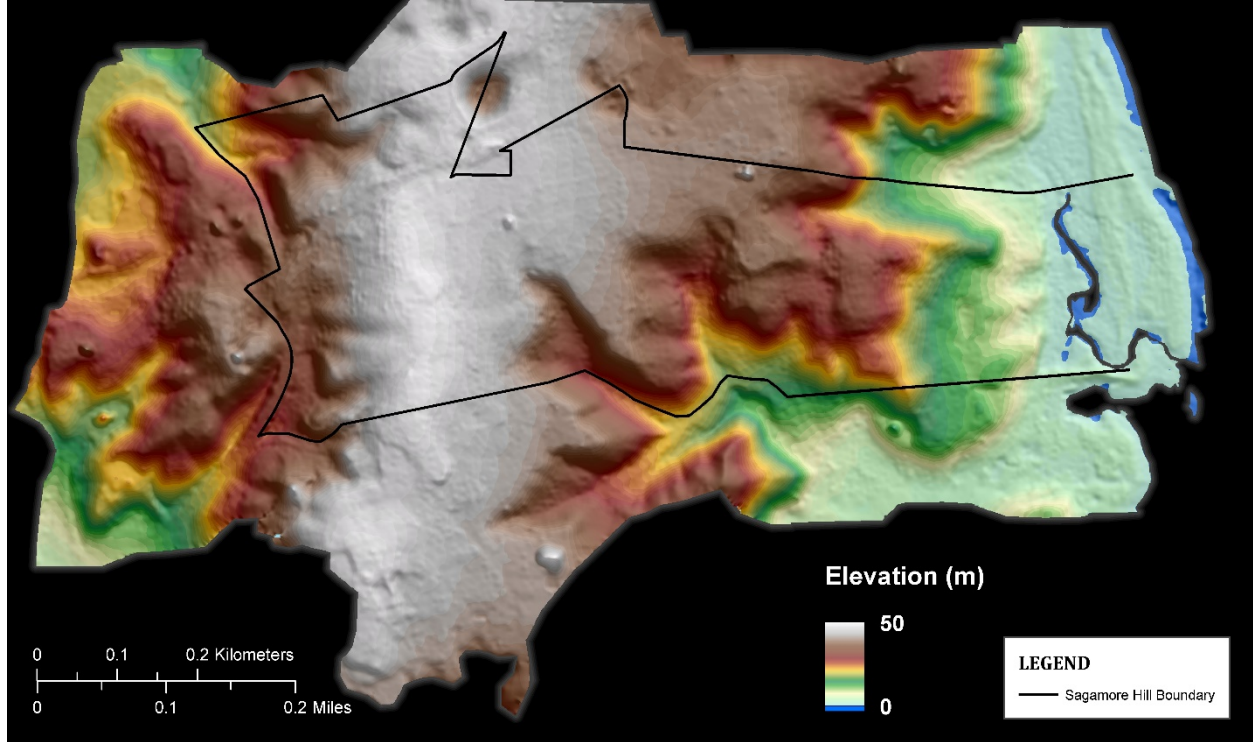 Elevation (m)
50
0
0 0.1 0.2 Kilometers
0 0.1 0.2 Miles
LEGEND
Sagamore Hill Boundary